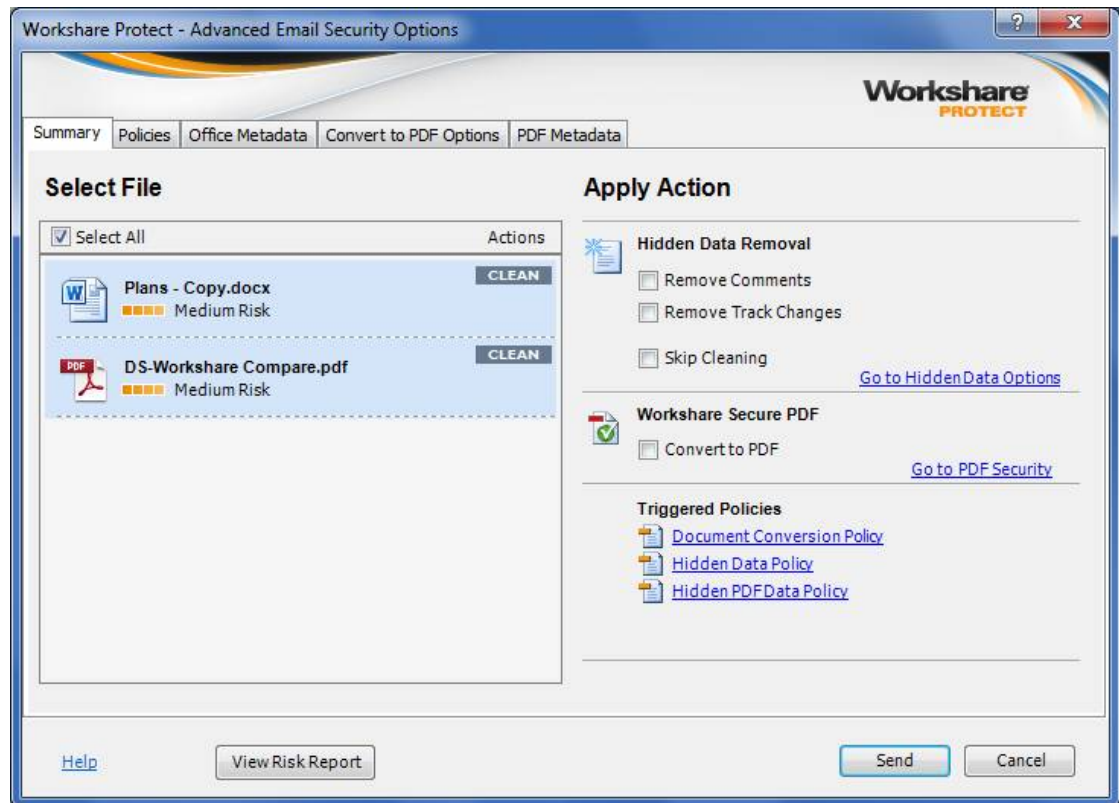 Workshare Protect - Advanced Email Security Options
Workshare
PROTECT
Summary Policies Office Metadata Convert to PDF Options PDF Metadata
Select File
Select All Actions
CLEAN
Plans - Copy.docx
Medium Risk
CLEAN
DS-Workshare Compare.pdf
Medium Risk
Apply Action
Hidden Data Removal
Remove Comments
Remove Track Changes
Skip Cleaning
Go to Hidden Data Options
Workshare Secure PDF
Convert to PDF
Go to PDF Security
Triggered Policies
Document Conversion Policy
Hidden Data Policy
Hidden PDF Data Policy
Help View Risk Report Send Cancel